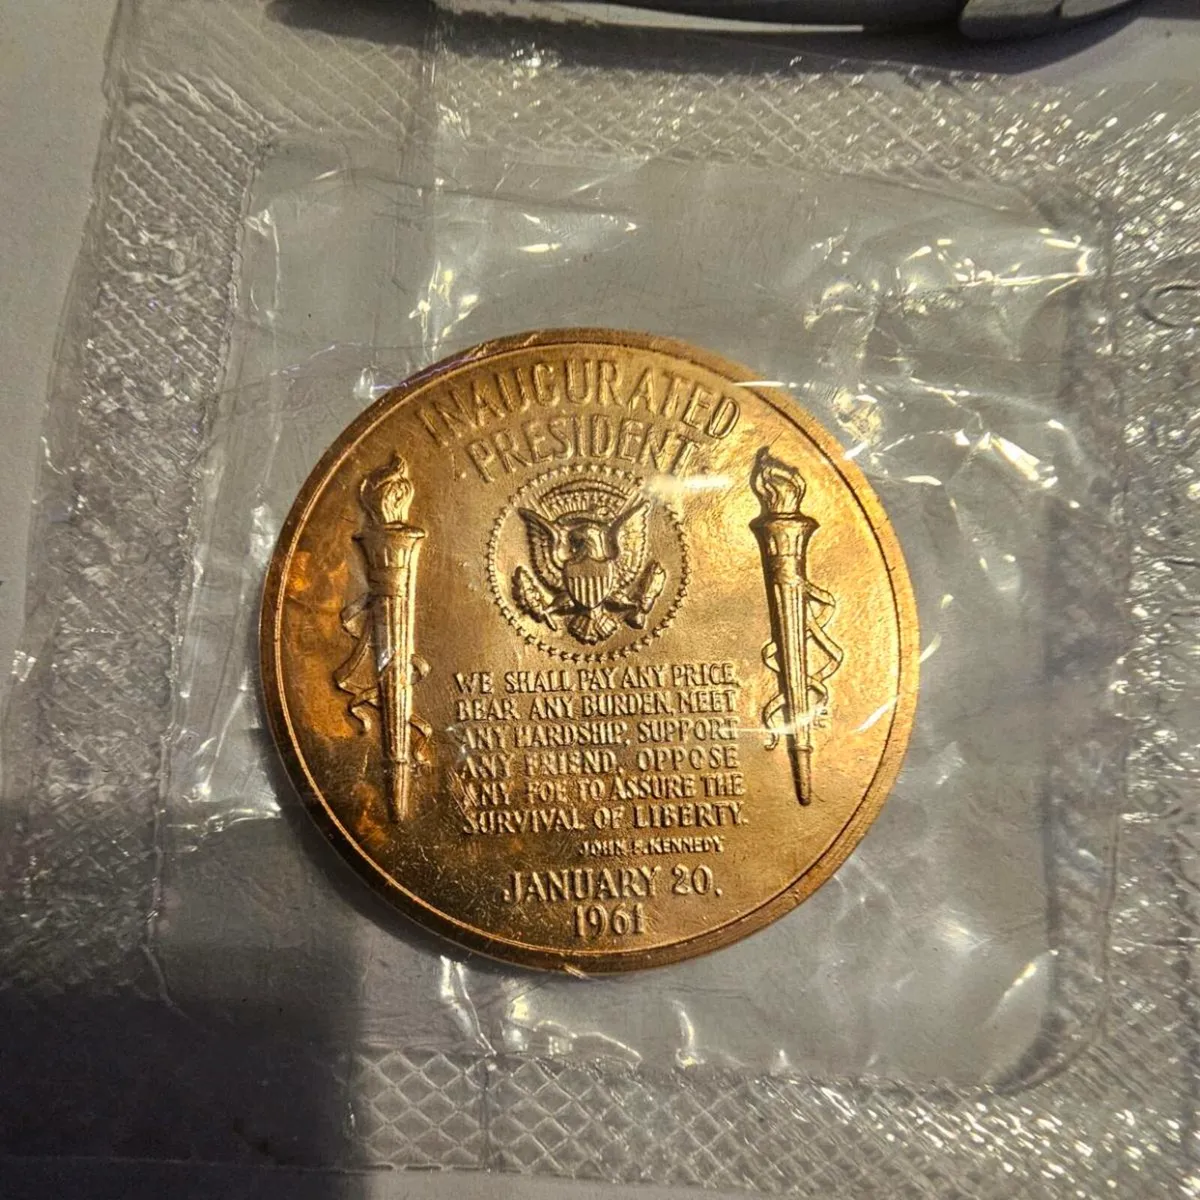 INAUGURATED
PRESIDENT
WE SHALL PAY ANY PRICE,
BEAR ANY BURDEN, MEET
ANY HARDSHIP, SUPPORT
ANY FRIEND, OPPOSE
ANY FOE TO ASSURE THE
SURVIVAL OF LIBERTY.
JOHN F. KENNEDY
JANUARY 20,
1961